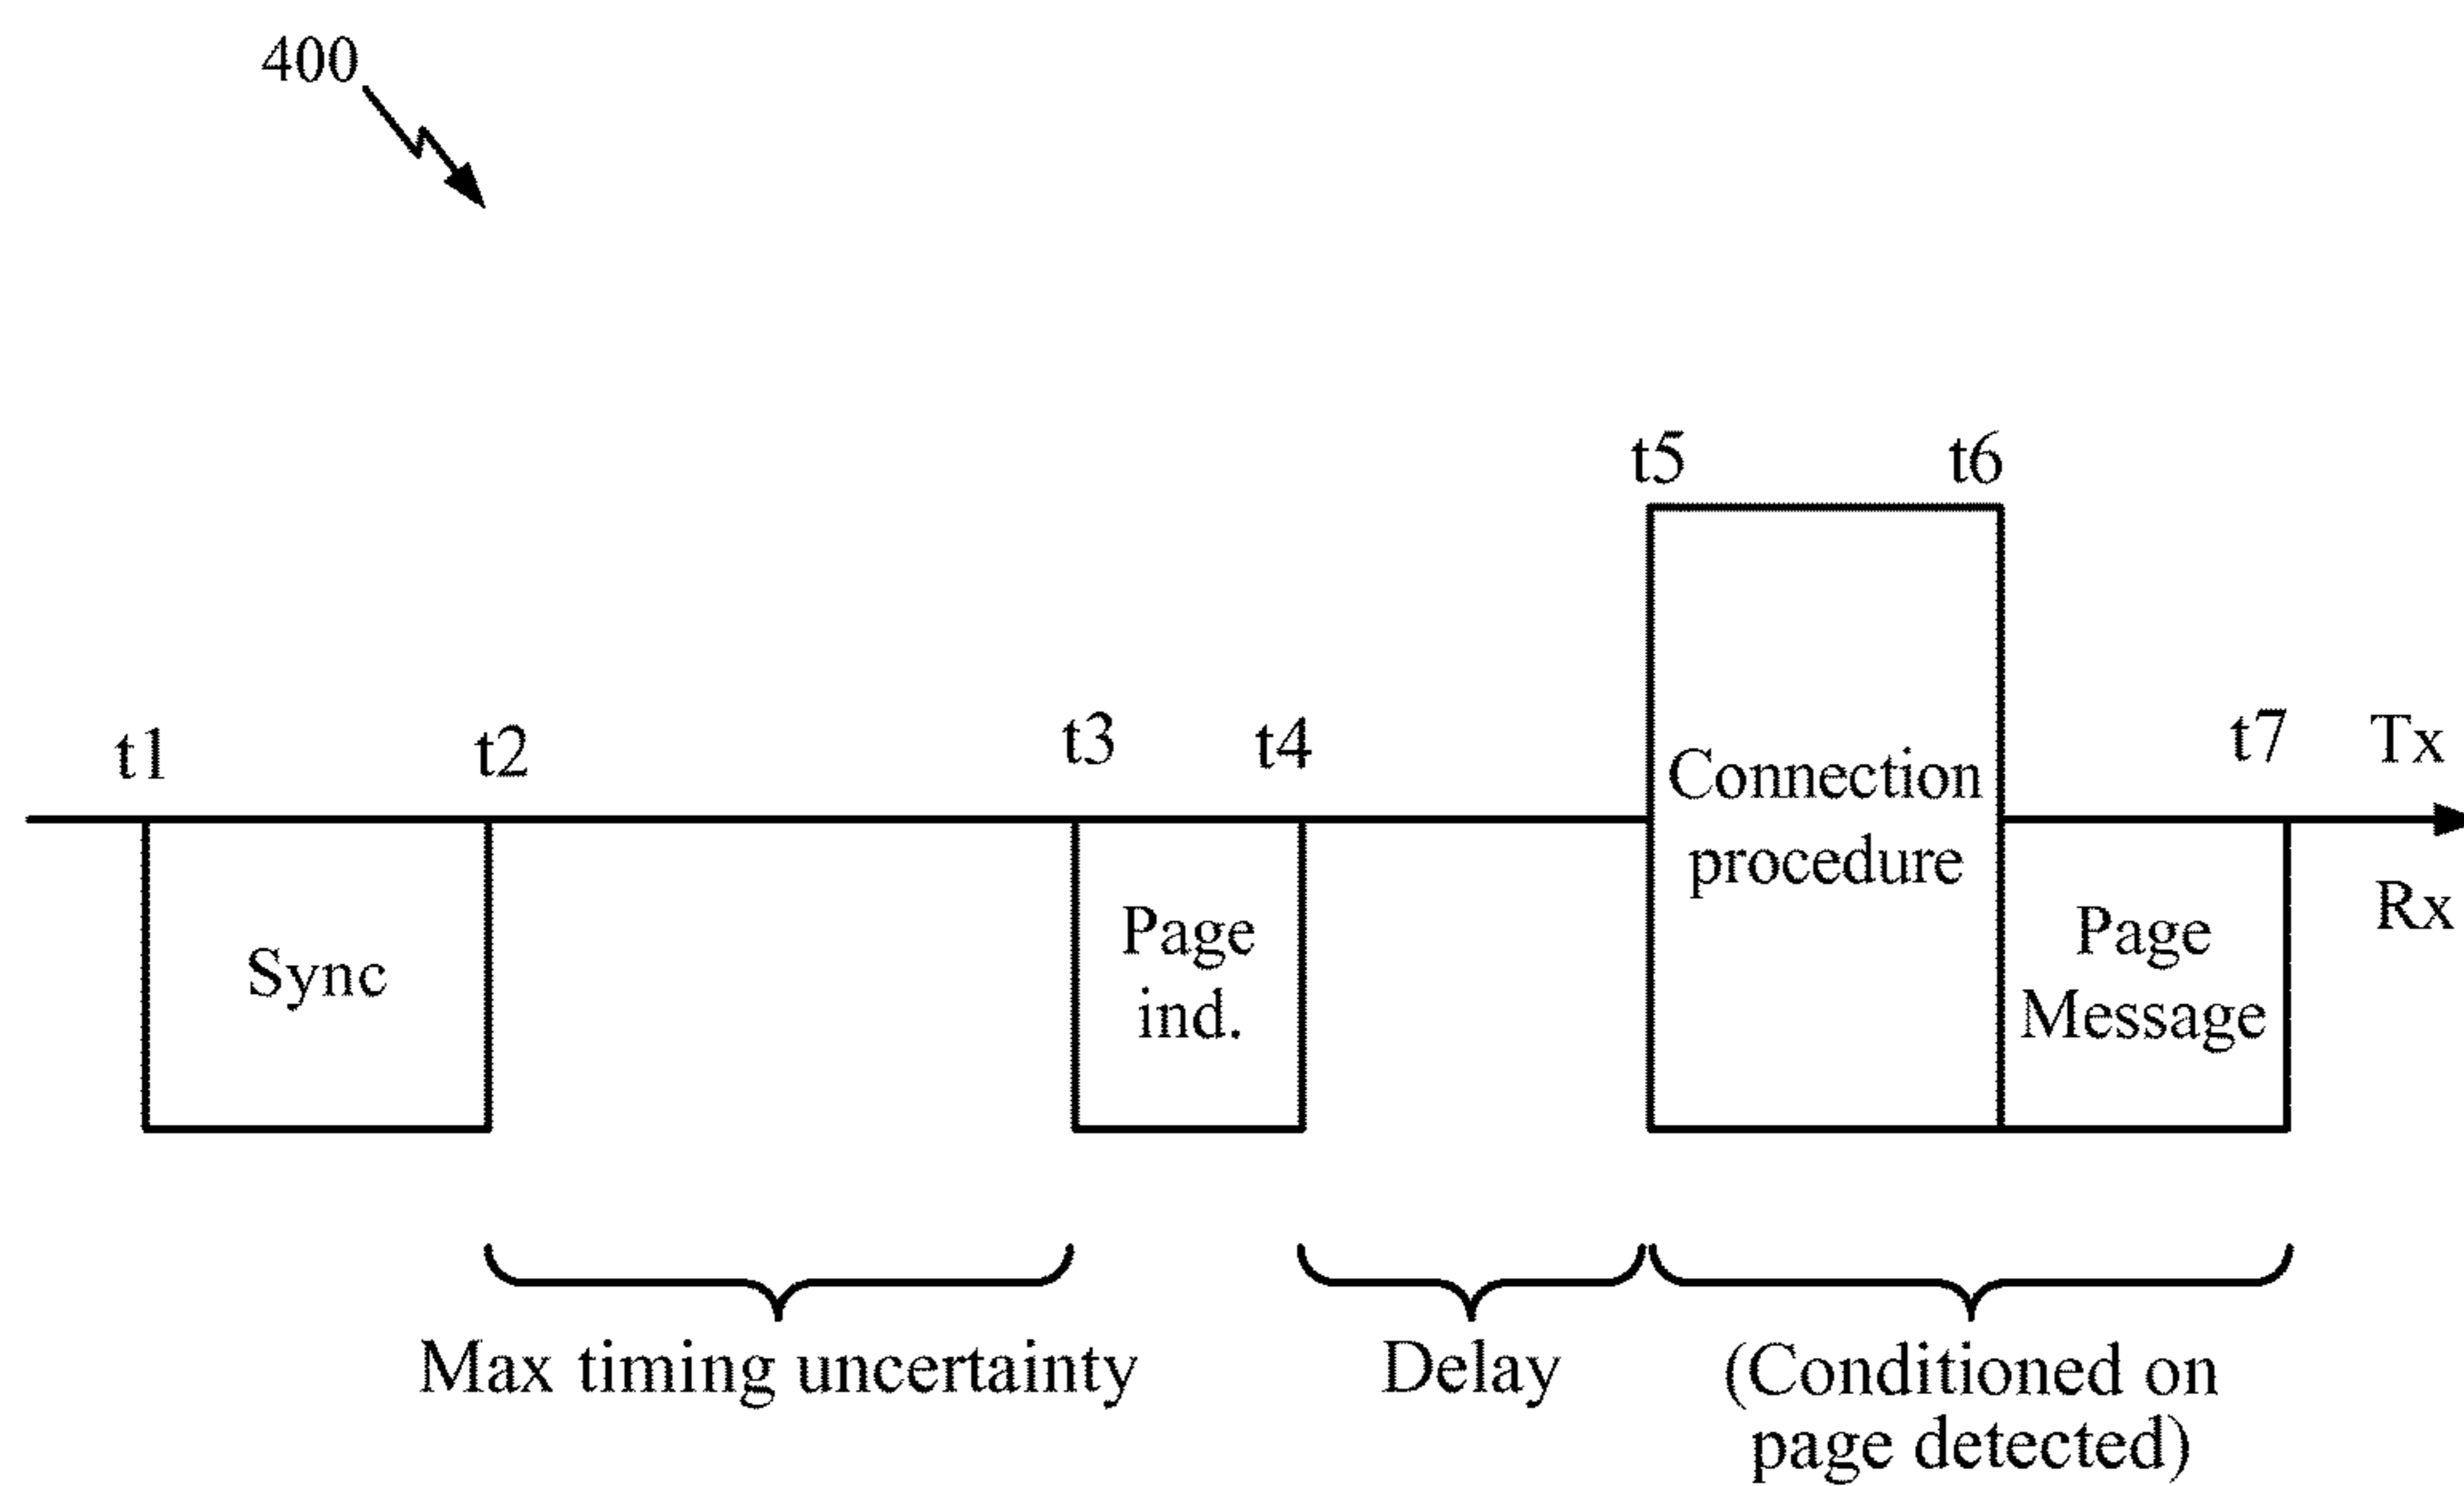 400
t5
t6
t1
t2
t3
t4
t7
Tx
Connection
procedure
Rx
Sync
Page
ind.
Page
Message
Max timing uncertainty
Delay
(Conditioned on
page detected)